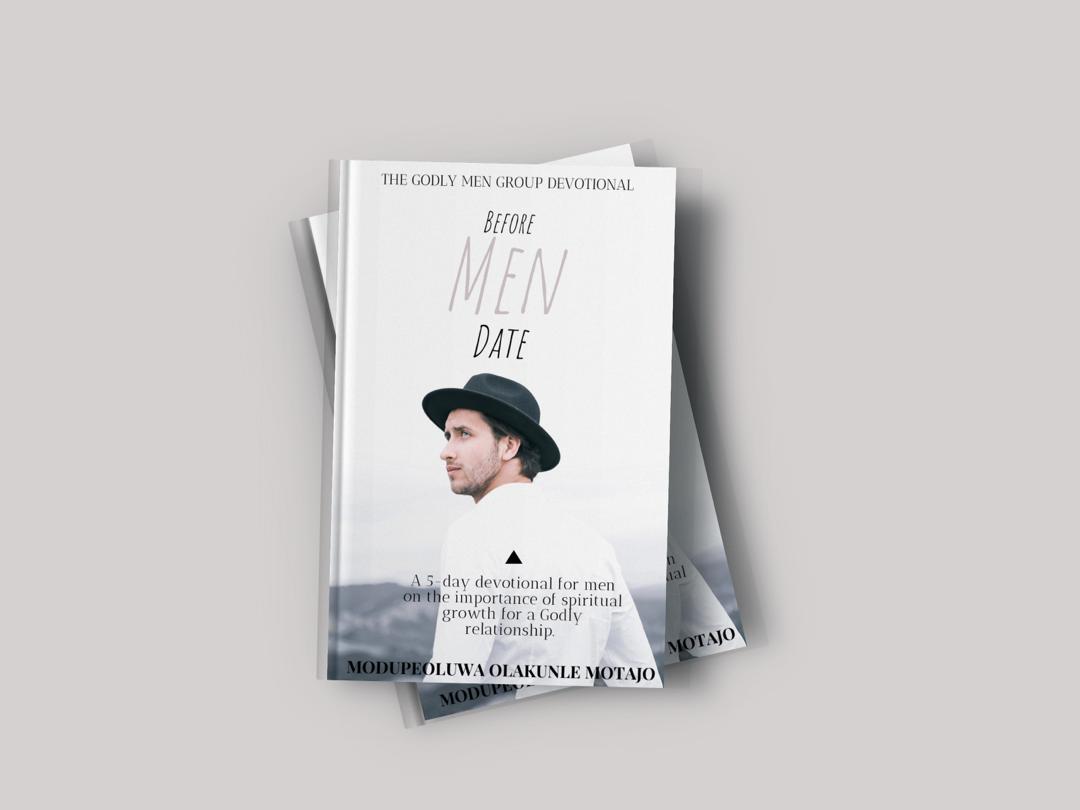 THE GODLY MEN GROUP DEVOTIONAL
BEFORE
MEN
DATE
A 5-day devotional for men
on the importance of spiritual
growth for a Godly
relationship.
MODUPEOLUWA OLAKUNLE MOTAJO
MOTAJO